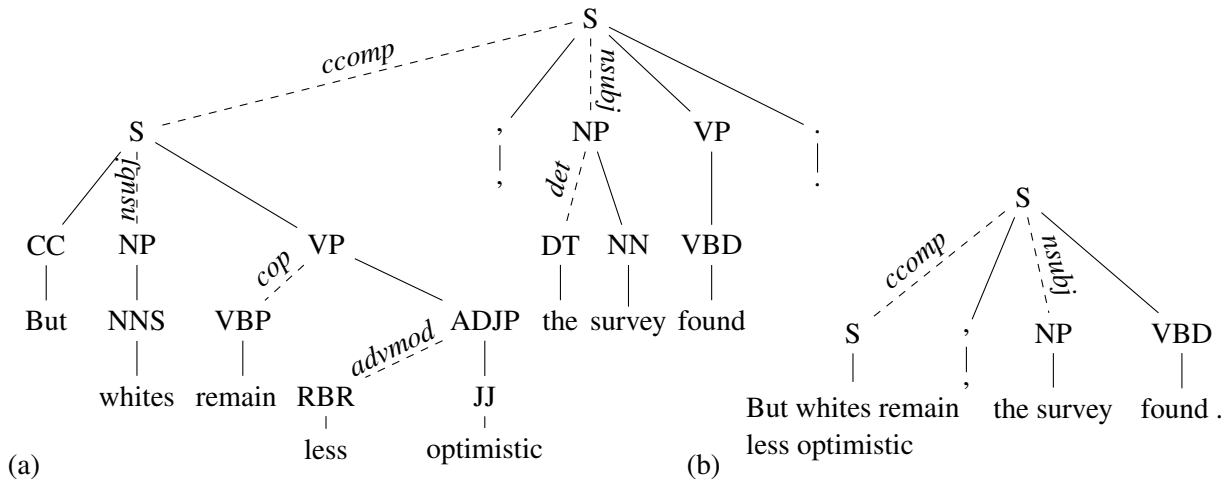 S
ccomp
nsubj
S , NP VP .
nsubj
det
, .
S
CC NP VP DT NN VBD
cop
ccomp
nsubj
But NNS VBP ADJP the survey found
S , NP VBD
advmod
whites remain RBR JJ
,
But whites remain the survey found .
less optimistic
less optimistic
(a) (b)